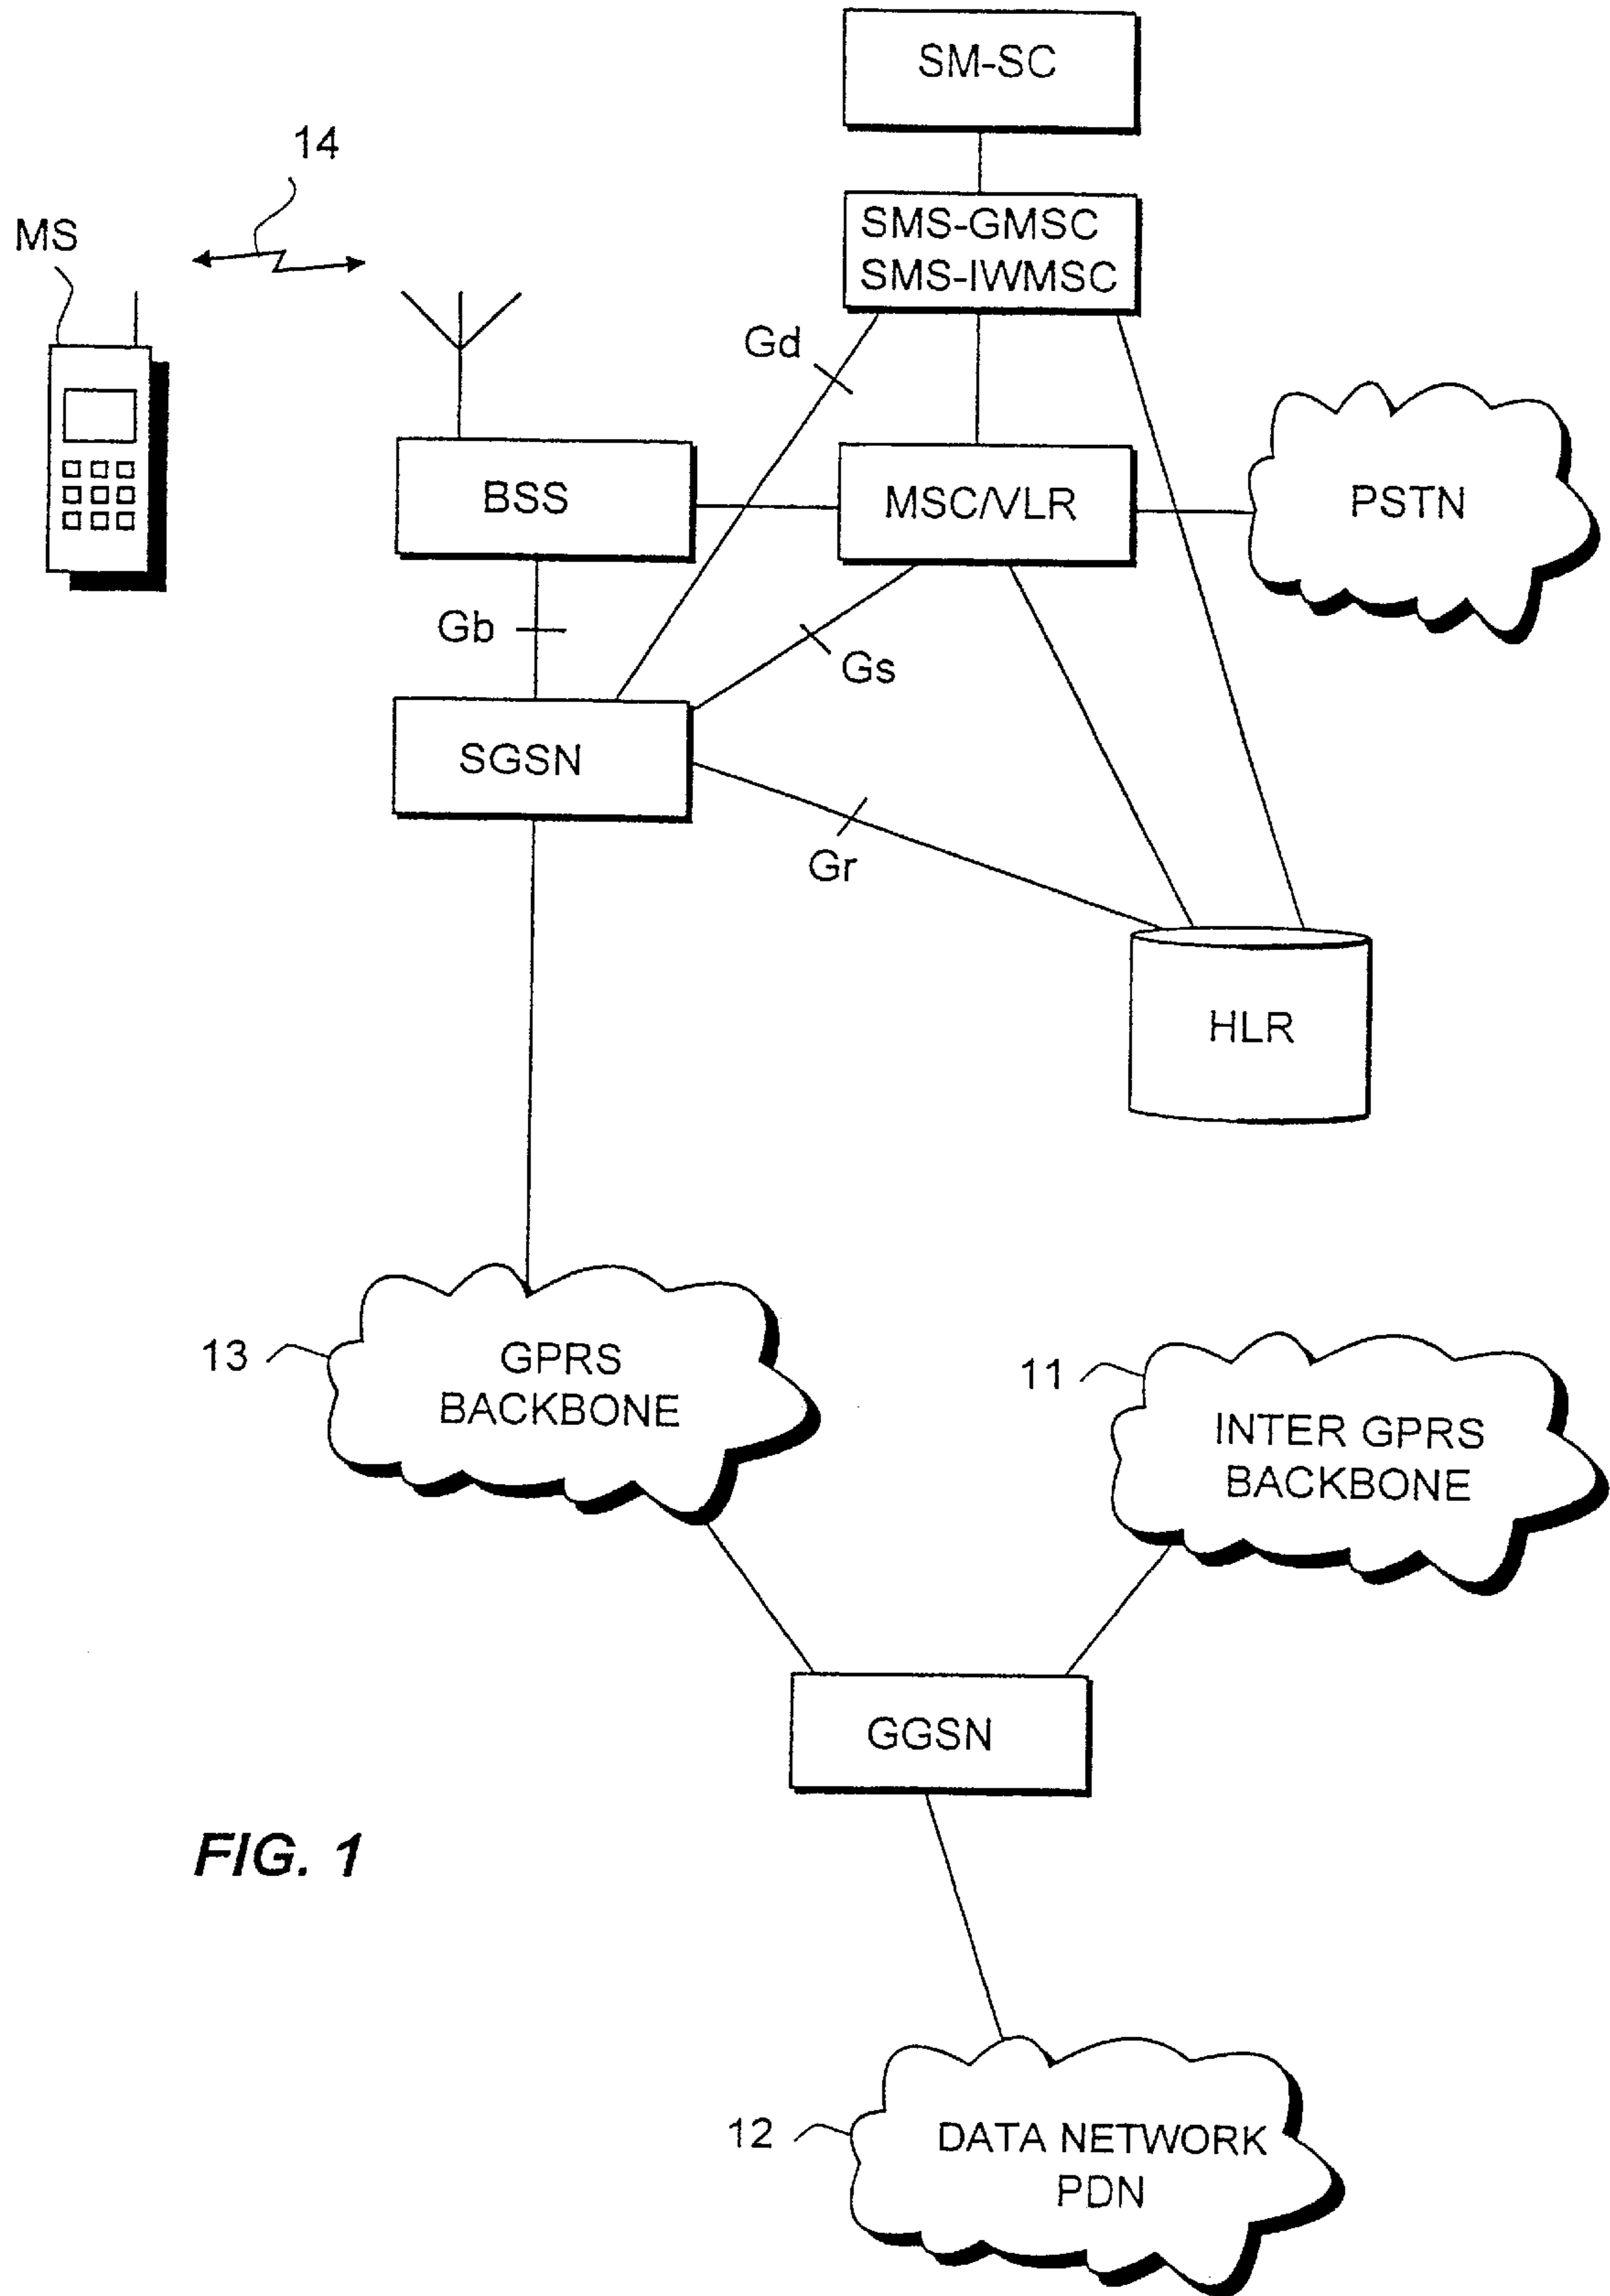 SM-SC
14
MS
SMS-GMSC
SMS-IWMSC
Gd
BSS
MSC/VLR
PSTN
Gb
Gs
SGSN
Gr
HLR
13
GPRS
BACKBONE
11
INTER GPRS
BACKBONE
GGSN
FIG. 1
12
DATA NETWORK
PDN